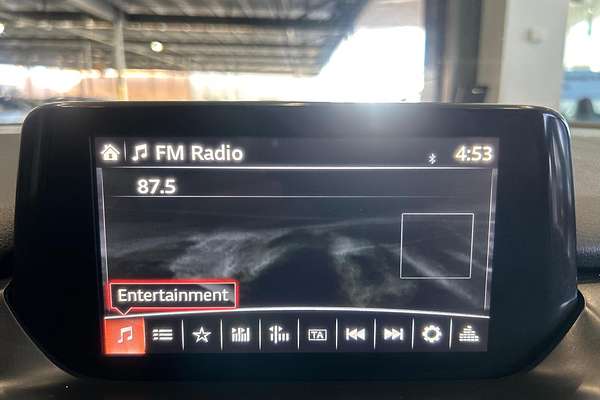 FM Radio 4:53
87.5
Entertainment
TA